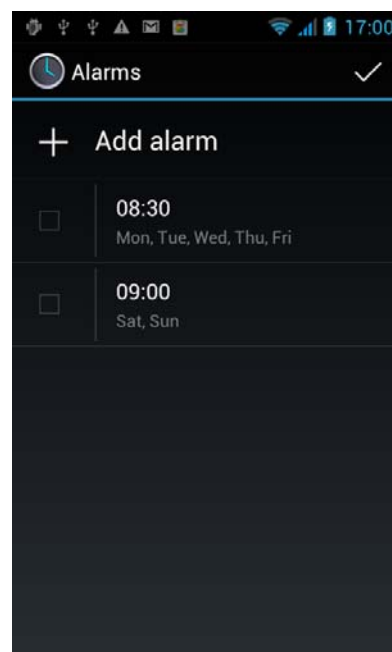 17:00
Alarms
Add alarm
08:30
Mon, Tue, Wed, Thu, Fri
09:00
Sat, Sun